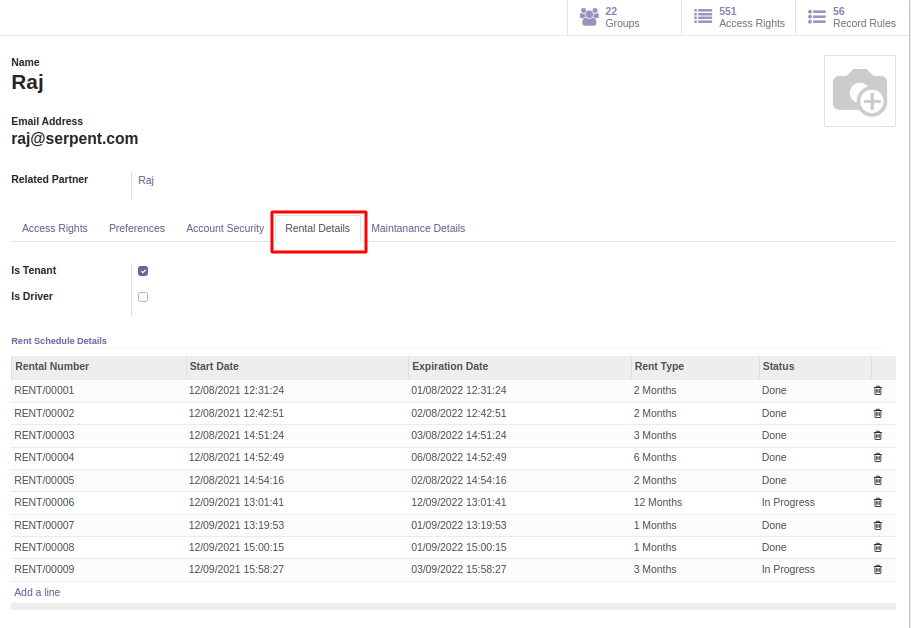 22 Groups
551 Access Rights
56 Record Rules
Name
Raj
Email Address
raj@serpent.com
Related Partner Raj
Access Rights Preferences Account Security Rental Details Maintanance Details
Is Tenant
Is Driver
Rent Schedule Details
Rental Number Start Date Expiration Date Rent Type Status
RENT/00001 12/08/2021 12:31:24 01/08/2022 12:31:24 2 Months Done
RENT/00002 12/08/2021 12:42:51 02/08/2022 12:42:51 2 Months Done
RENT/00003 12/08/2021 14:51:24 03/08/2022 14:51:24 3 Months Done
RENT/00004 12/08/2021 14:52:49 06/08/2022 14:52:49 6 Months Done
RENT/00005 12/08/2021 14:54:16 02/08/2022 14:54:16 2 Months Done
RENT/00006 12/09/2021 13:01:41 12/09/2022 13:01:41 12 Months In Progress
RENT/00007 12/09/2021 13:19:53 01/09/2022 13:19:53 1 Months Done
RENT/00008 12/09/2021 15:00:15 01/09/2022 15:00:15 1 Months Done
RENT/00009 12/09/2021 15:58:27 03/09/2022 15:58:27 3 Months In Progress
Add a line